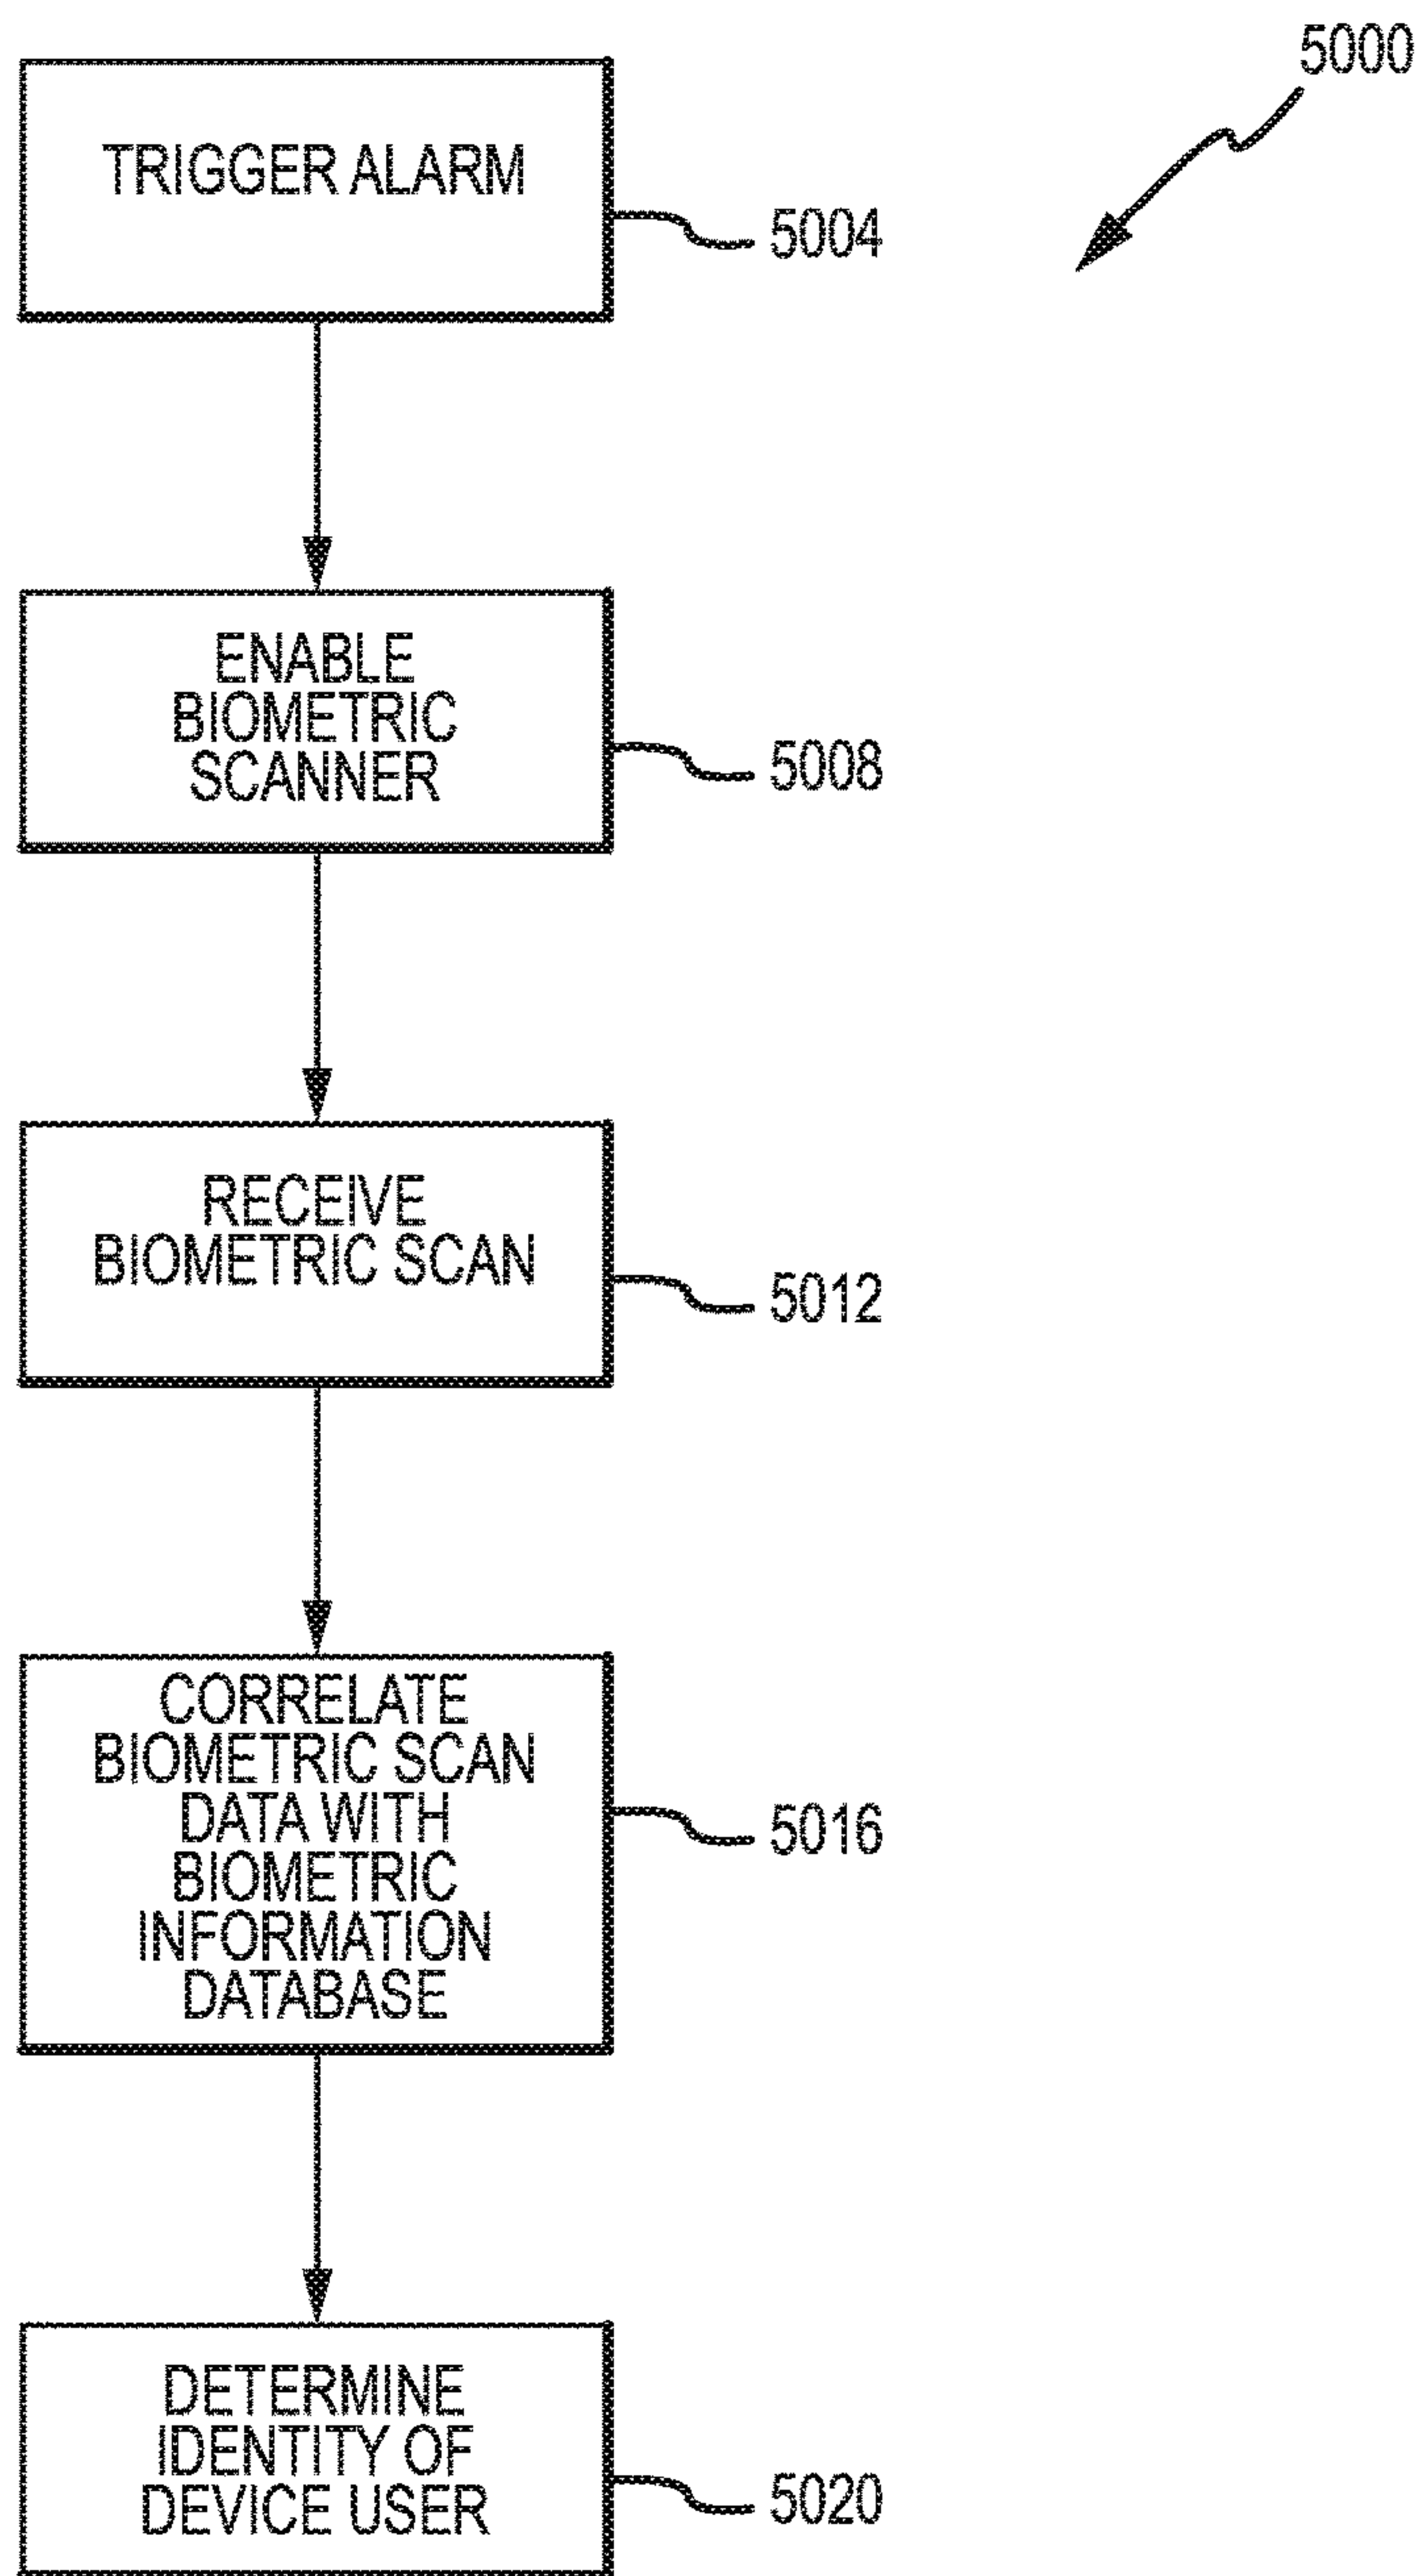 5000
TRIGGER ALARM
5004
ENABLE
BIOMETRIC
SCANNER
5008
RECEIVE
BIOMETRIC SCAN
5012
CORRELATE
BIOMETRIC SCAN
DATA WITH
BIOMETRIC
INFORMATION
DATABASE
5016
DETERMINE
IDENTITY OF
DEVICE USER
5020